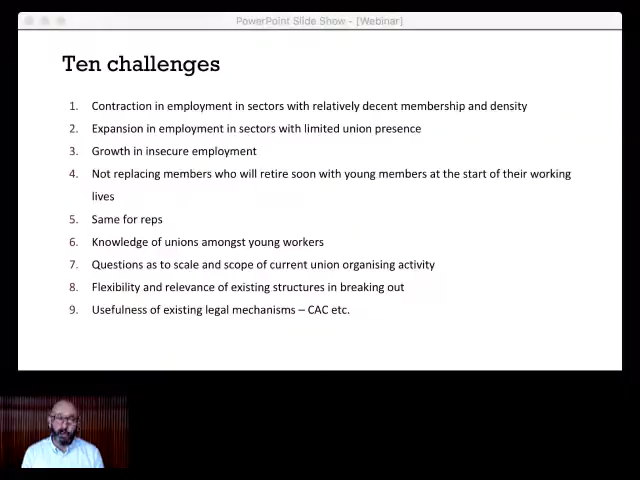 PowerPoint Slide Show - [Webinar]
Ten challenges
1. Contraction in employment in sectors with relatively decent membership and density
2. Expansion in employment in sectors with limited union presence
3. Growth in insecure employment
4. Not replacing members who will retire soon with young members at the start of their working
lives
5. Same for reps
6. Knowledge of unions amongst young workers
7. Questions as to scale and scope of current union organising activity
8. Flexibility and relevance of existing structures in breaking out
9. Usefulness of existing legal mechanisms – CAC etc.